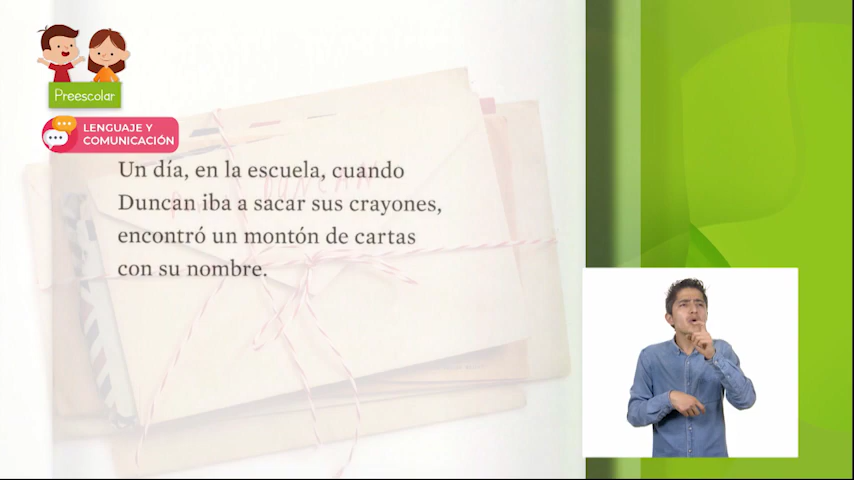 Preescolar
LENGUAJE Y
COMUNICACIÓN
Un día, en la escuela, cuando
Duncan iba a sacar sus crayones,
encontró un montón de cartas
con su nombre.
DUNCAN